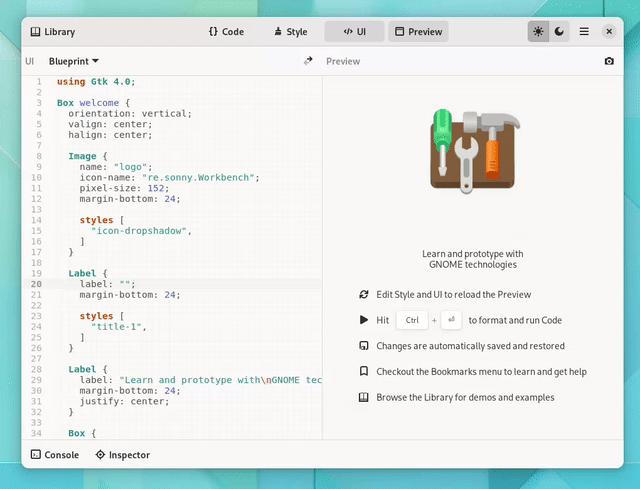 Library
Code
Style
UI
Preview
UI
Blueprint
Preview
1 using Gtk 4.0;
2
3 Box welcome {
4 orientation: vertical;
5 valign: center;
6 halign: center;
7
8 Image {
9 name: "logo";
10 icon-name: "re.sonny.Workbench";
11 pixel-size: 152;
12 margin-bottom: 24;
13
14 styles [
15 "icon-dropshadow",
16 ]
17 }
18
19 Label {
20 label: "";
21 margin-bottom: 24;
22
23 styles [
24 "title-1",
25 ]
26 }
27
28 Label {
29 label: "Learn and prototype with\nGNOME tec
30 margin-bottom: 24;
31 justify: center;
32 }
33
34 Box {
Learn and prototype with
GNOME technologies
Edit Style and UI to reload the Preview
Hit Ctrl + ⏎ to format and run Code
Changes are automatically saved and restored
Checkout the Bookmarks menu to learn and get help
Browse the Library for demos and examples
Console
Inspector